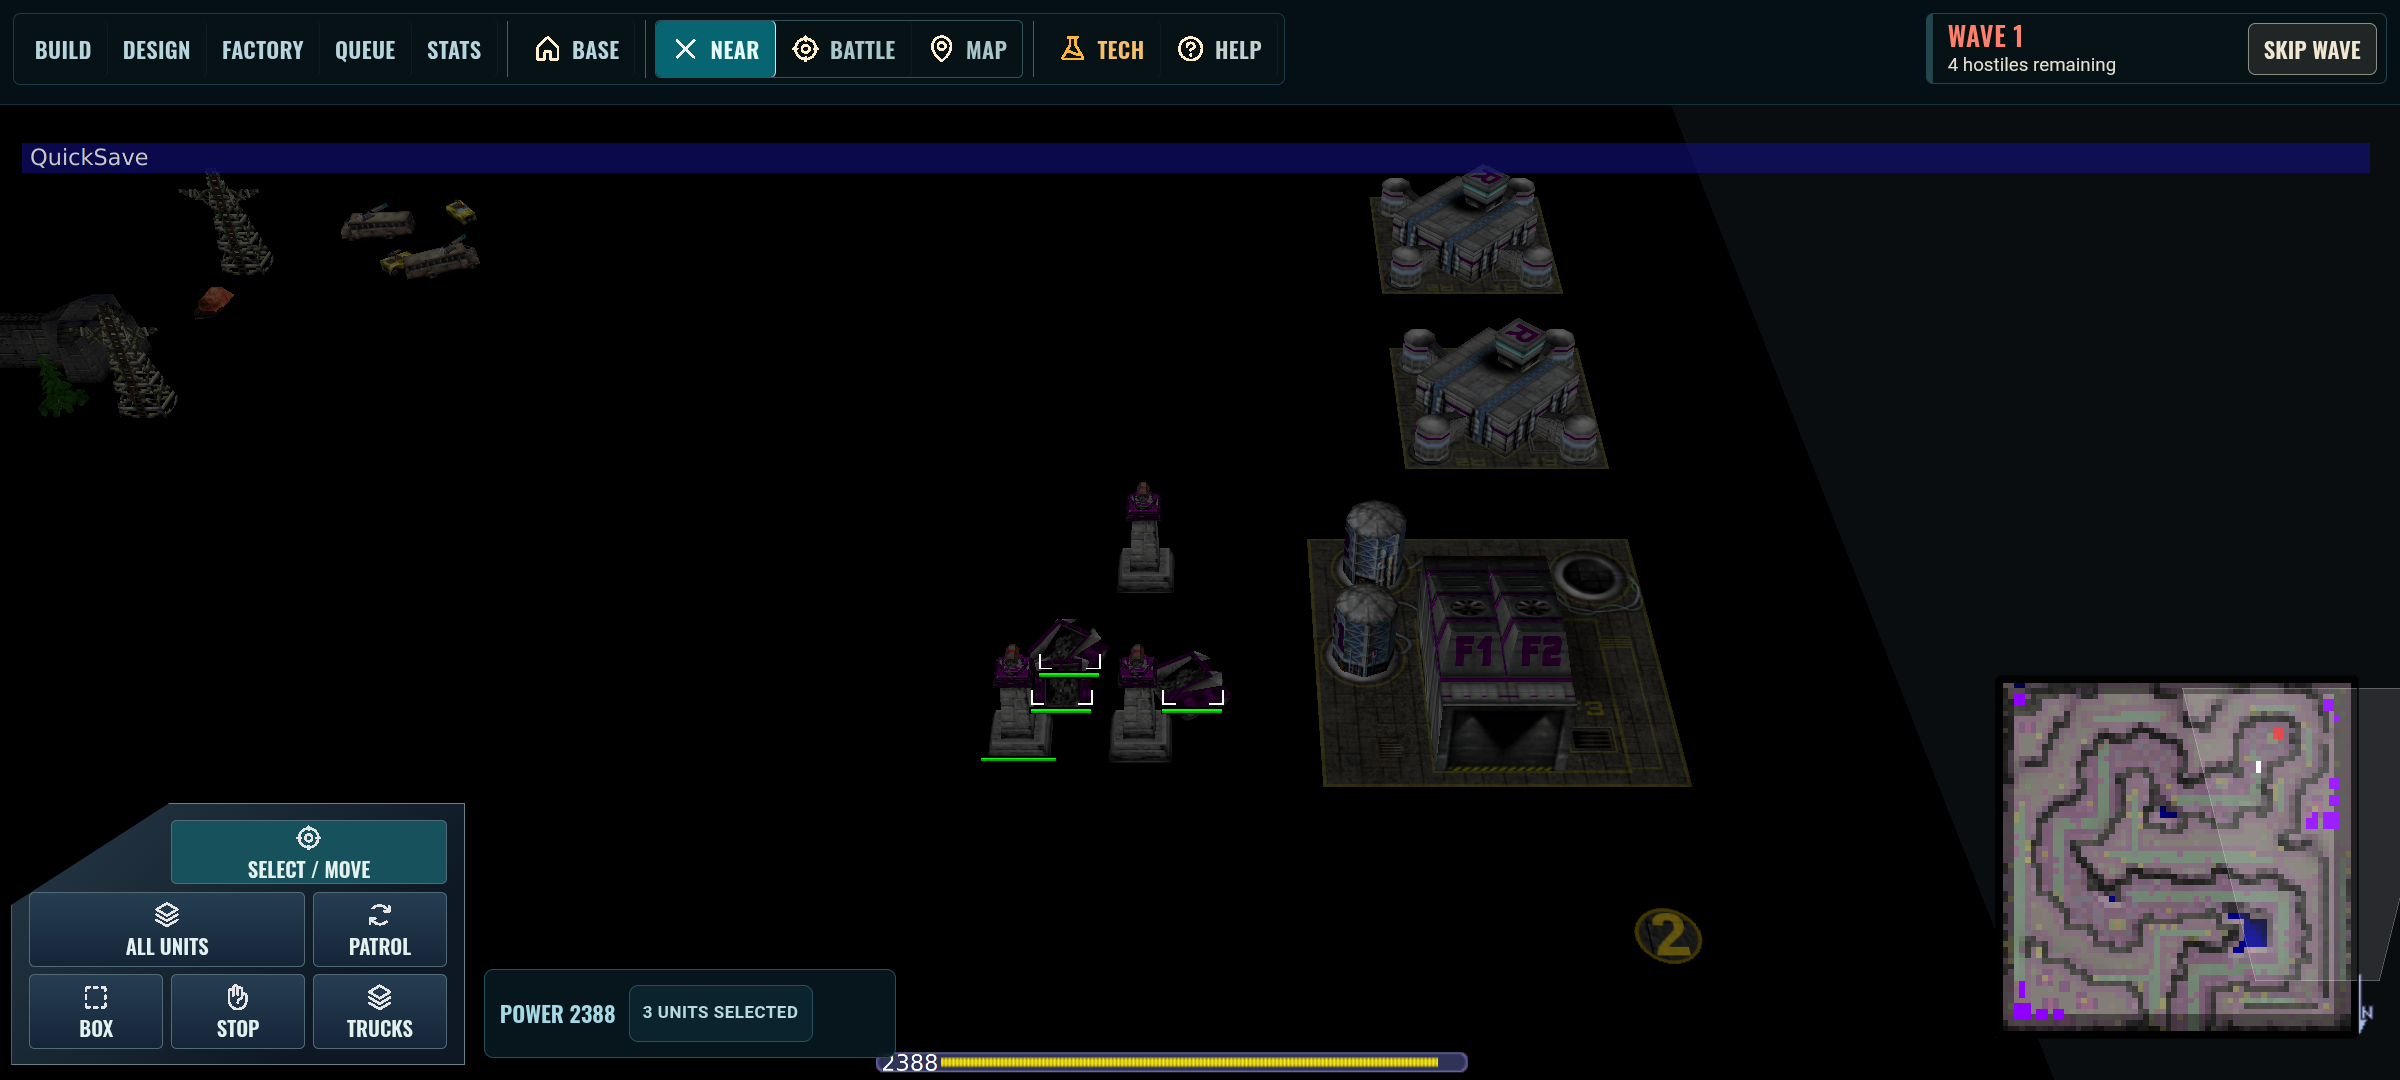 BUILD
DESIGN
FACTORY
QUEUE
STATS
BASE
NEAR
BATTLE
MAP
TECH
HELP
WAVE 1
4 hostiles remaining
SKIP WAVE
QuickSave
R
R
F1 F2
3
2
SELECT / MOVE
ALL UNITS
PATROL
BOX
STOP
TRUCKS
POWER 2388
3 UNITS SELECTED
2388
N